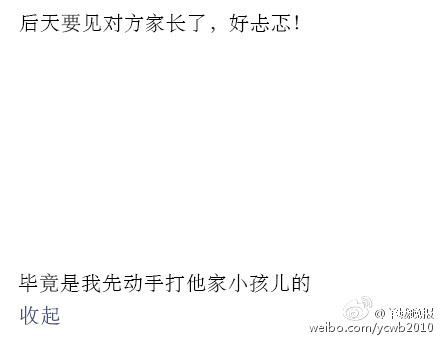 后天要见对方家长了，好忐忑！
毕竟是我先动手打他家小孩儿的
收起
@羊城晚报
weibo.com/ycwb2010